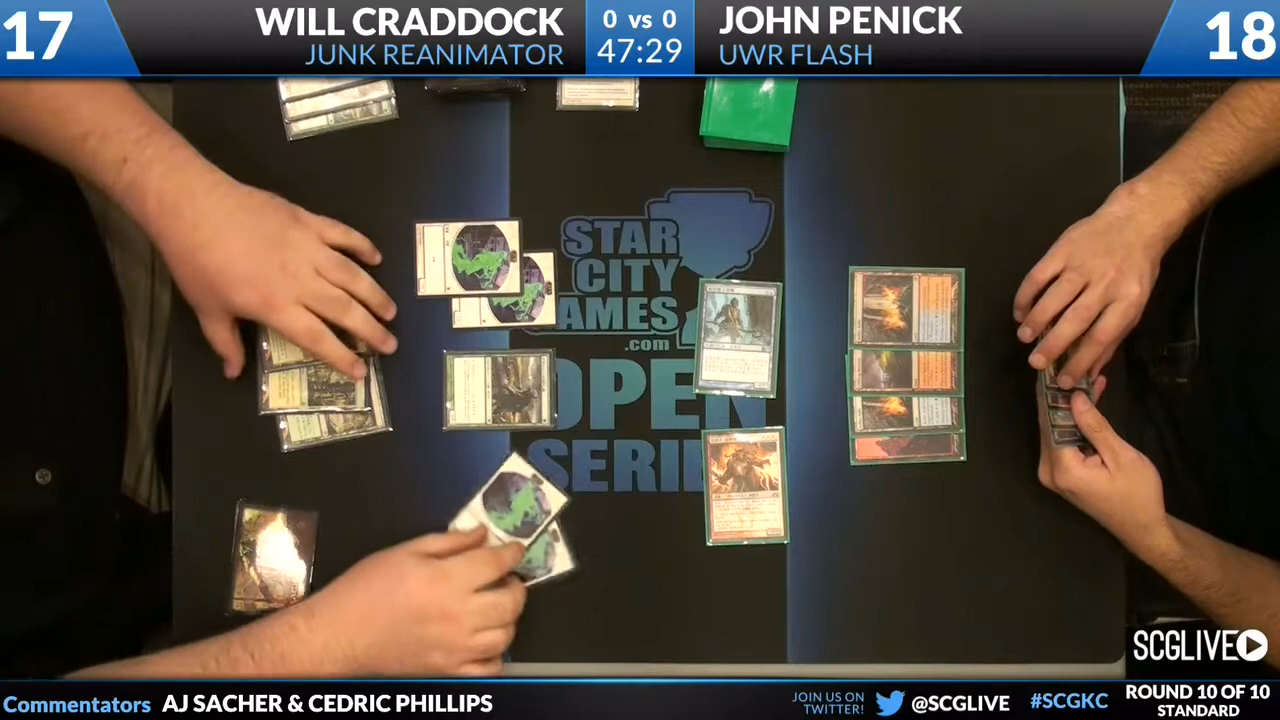 17
WILL CRADDOCK
JUNK REANIMATOR
0 vs 0
47:29
JOHN PENICK
UWR FLASH
18
STAR
CITY
GAMES
.com
OPEN
SERIE
SCGLIVE
Commentators AJ SACHER & CEDRIC PHILLIPS
JOIN US ON
TWITTER!
@SCGLIVE
#SCGKC
ROUND 10 OF 10
STANDARD